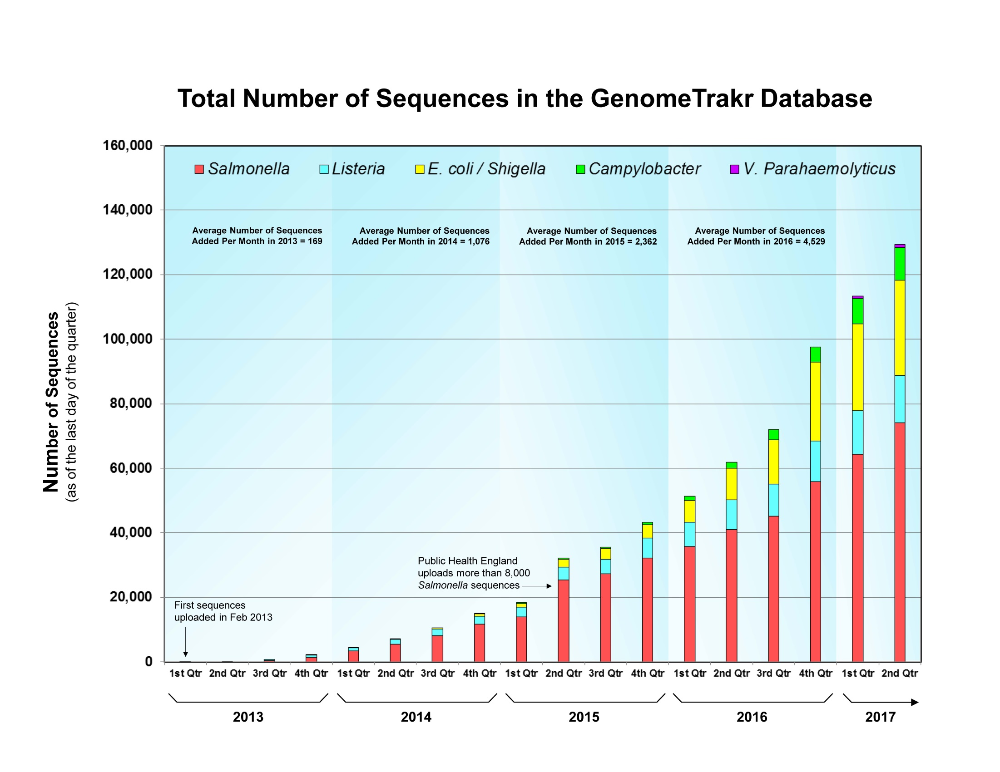 Total Number of Sequences in the GenomeTrakr Database
160,000
140,000
120,000
100,000
80,000
60,000
40,000
20,000
0
Number of Sequences
(as of the last day of the quarter)
Salmonella
Listeria
E. coli / Shigella
Campylobacter
V. Parahaemolyticus
Average Number of Sequences
Added Per Month in 2013 = 169
Average Number of Sequences
Added Per Month in 2014 = 1,076
Average Number of Sequences
Added Per Month in 2015 = 2,362
Average Number of Sequences
Added Per Month in 2016 = 4,529
Public Health England
uploads more than 8,000
Salmonella sequences
First sequences
uploaded in Feb 2013
1st Qtr 2nd Qtr 3rd Qtr 4th Qtr 1st Qtr 2nd Qtr 3rd Qtr 4th Qtr 1st Qtr 2nd Qtr 3rd Qtr 4th Qtr 1st Qtr 2nd Qtr 3rd Qtr 4th Qtr 1st Qtr 2nd Qtr
2013 2014 2015 2016 2017